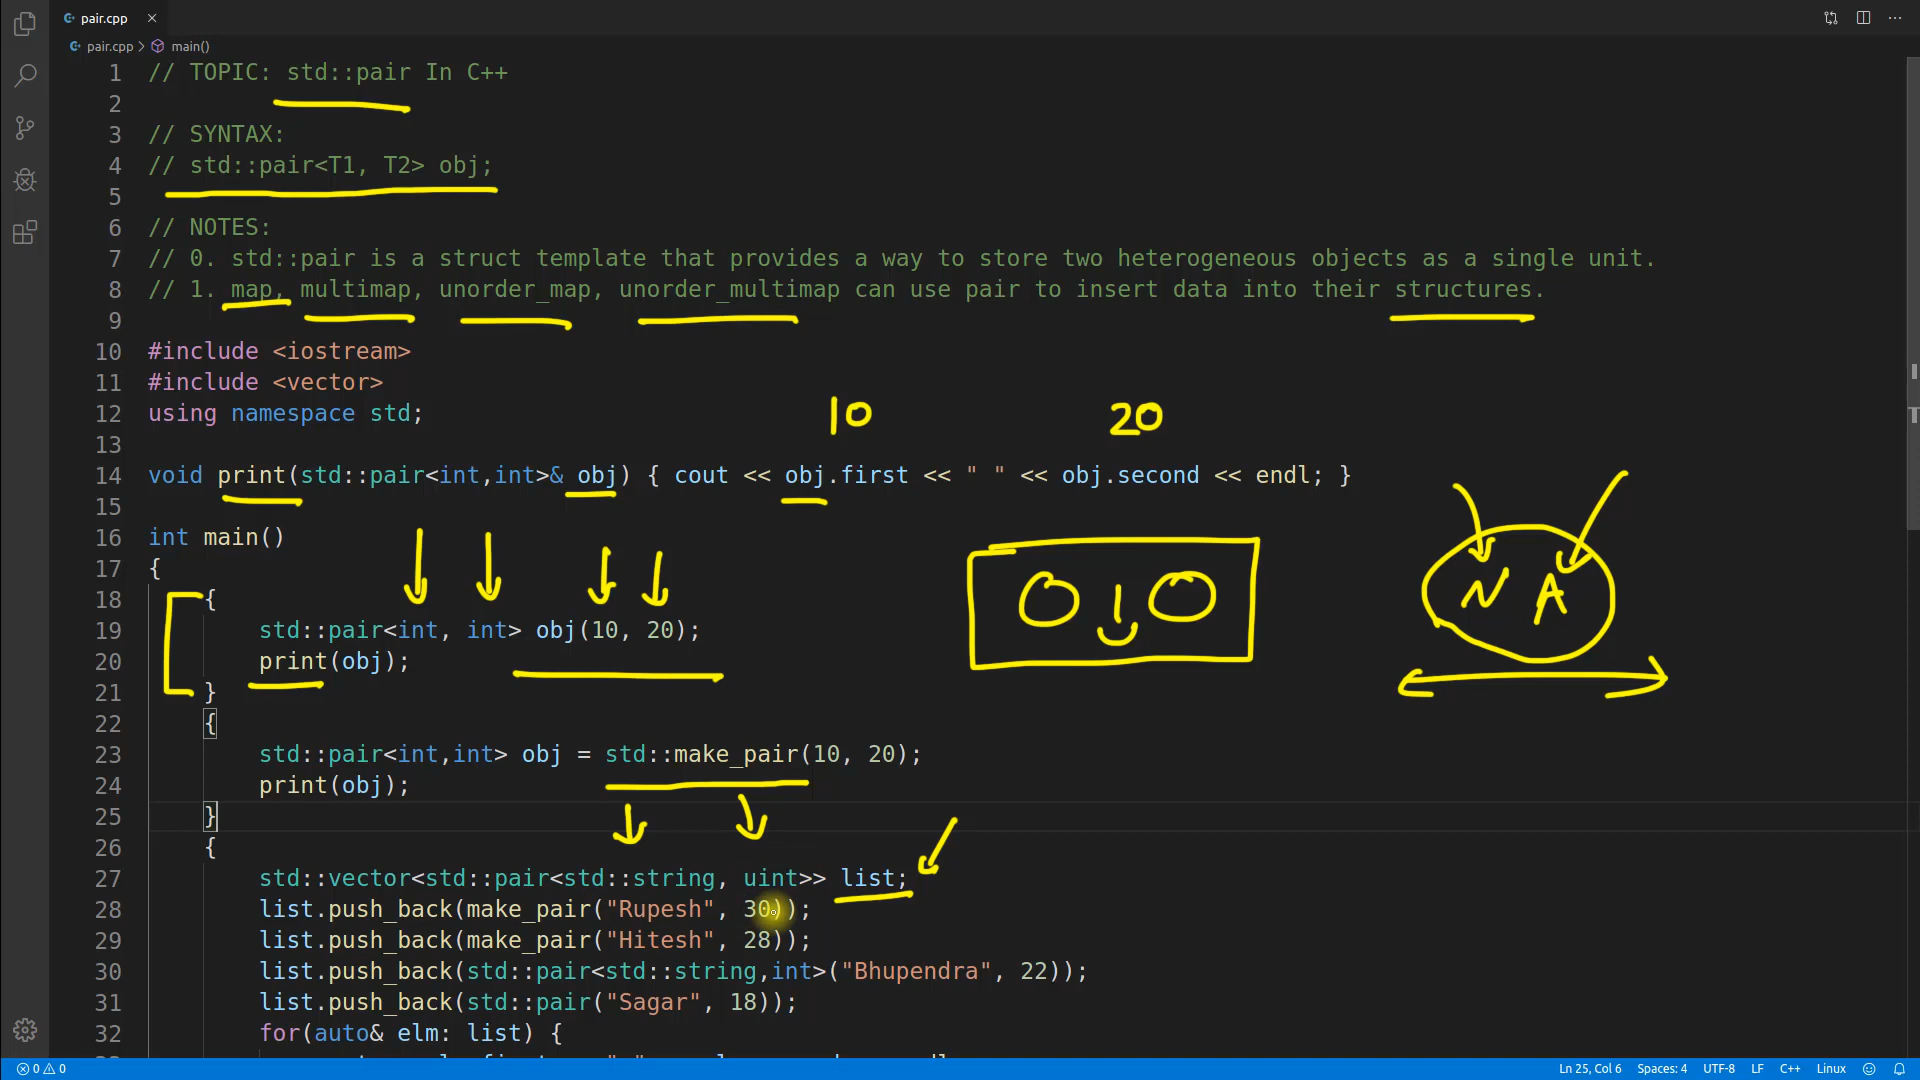 pair.cpp
pair.cpp > main()
1 // TOPIC: std::pair In C++
2
3 // SYNTAX:
4 // std::pair<T1, T2> obj;
5
6 // NOTES:
7 // 0. std::pair is a struct template that provides a way to store two heterogeneous objects as a single unit.
8 // 1. map, multimap, unorder_map, unorder_multimap can use pair to insert data into their structures.
9
10 #include <iostream>
11 #include <vector>
12 using namespace std;
10 20
13
14 void print(std::pair<int,int>& obj) { cout << obj.first << " " << obj.second << endl; }
15
16 int main()
17 {
18 {
N A
19 std::pair<int, int> obj(10, 20);
20 print(obj);
21 }
22 {
23 std::pair<int,int> obj = std::make_pair(10, 20);
24 print(obj);
25 }
26 {
27 std::vector<std::pair<std::string, uint>> list;
28 list.push_back(make_pair("Rupesh", 30));
29 list.push_back(make_pair("Hitesh", 28));
30 list.push_back(std::pair<std::string,int>("Bhupendra", 22));
31 list.push_back(std::pair("Sagar", 18));
32 for(auto& elm: list) {
0 0 Ln 25, Col 6 Spaces: 4 UTF-8 LF C++ Linux